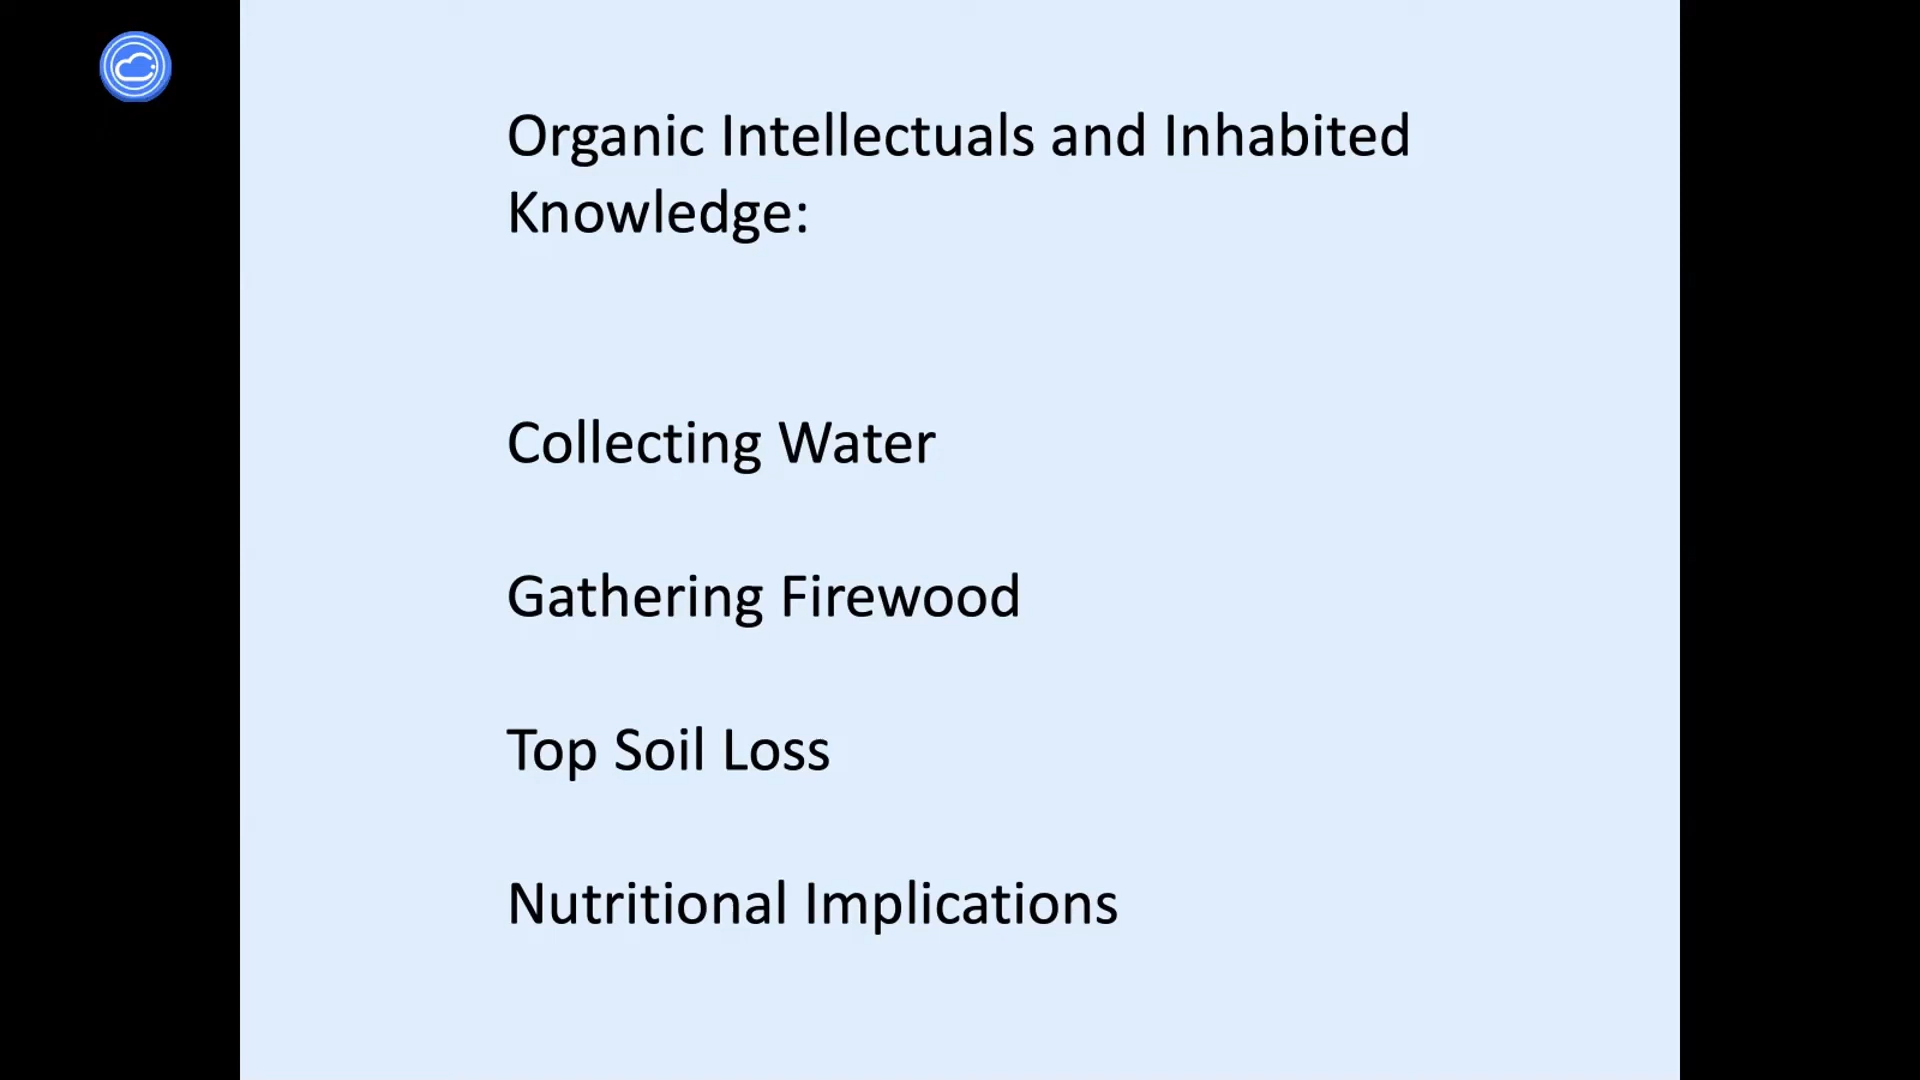 Organic Intellectuals and Inhabited
Knowledge:
Collecting Water
Gathering Firewood
Top Soil Loss
Nutritional Implications